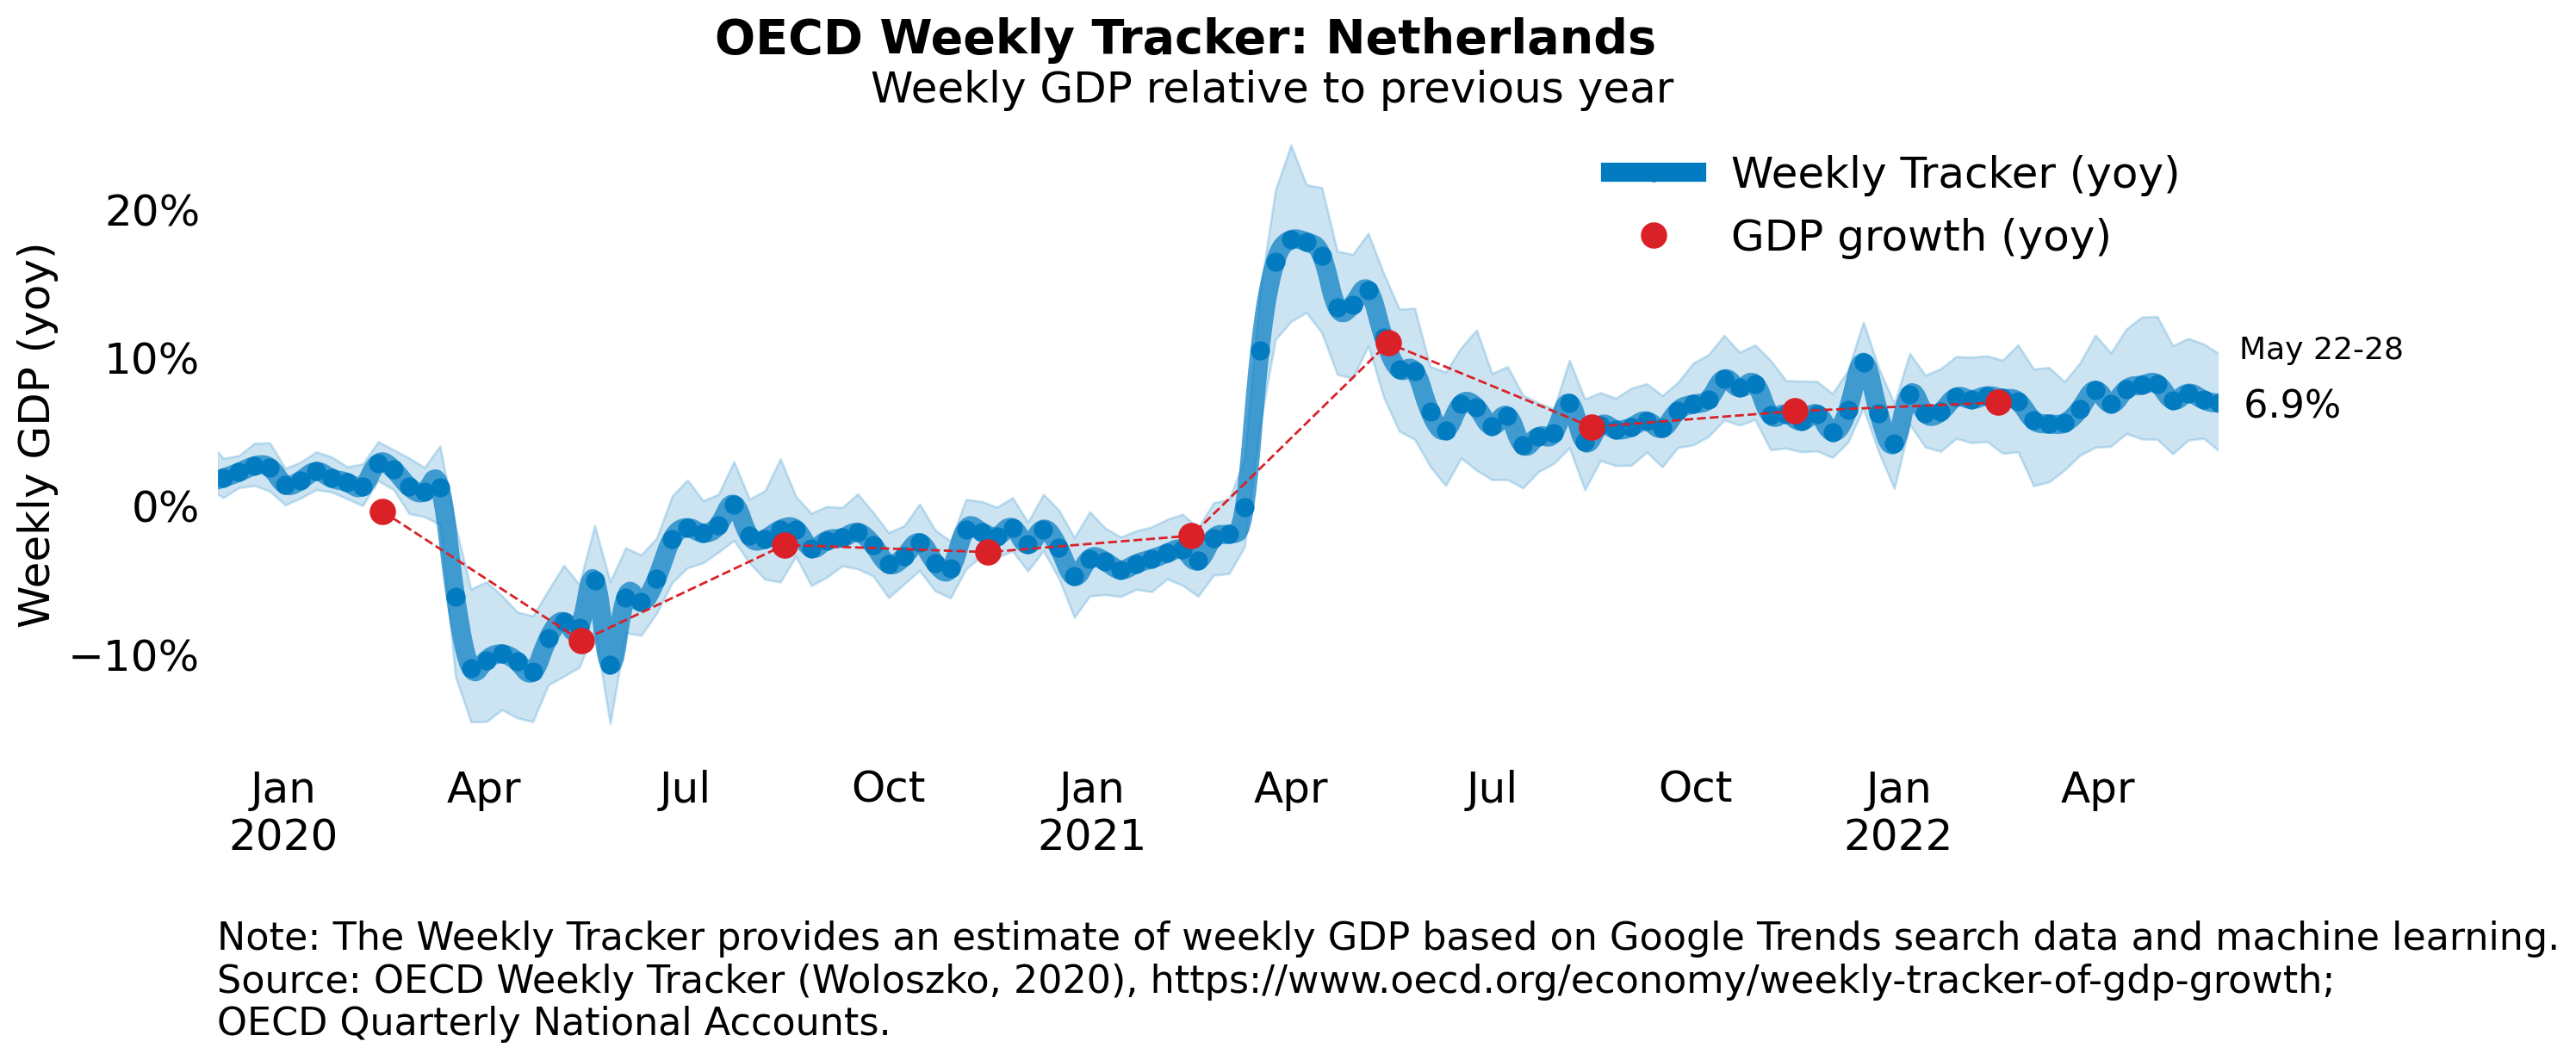 OECD Weekly Tracker: Netherlands
Weekly GDP relative to previous year
Weekly Tracker (yoy)
GDP growth (yoy)
Weekly GDP (yoy)
20%
10%
0%
−10%
May 22-28
6.9%
Jan Apr Jul Oct Jan Apr Jul Oct Jan Apr
2020 2021 2022
Note: The Weekly Tracker provides an estimate of weekly GDP based on Google Trends search data and machine learning.
Source: OECD Weekly Tracker (Woloszko, 2020), https://www.oecd.org/economy/weekly-tracker-of-gdp-growth;
OECD Quarterly National Accounts.